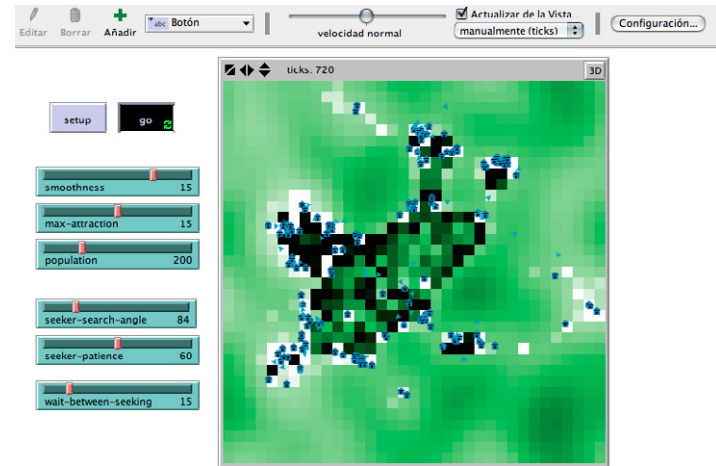 Editar Borrar Añadir
abc Botón
velocidad normal
Actualizar de la Vista
manualmente (ticks)
Configuración...
ticks: 720
3D
setup
go
smoothness 15
max-attraction 15
population 200
seeker-search-angle 84
seeker-patience 60
wait-between-seeking 15